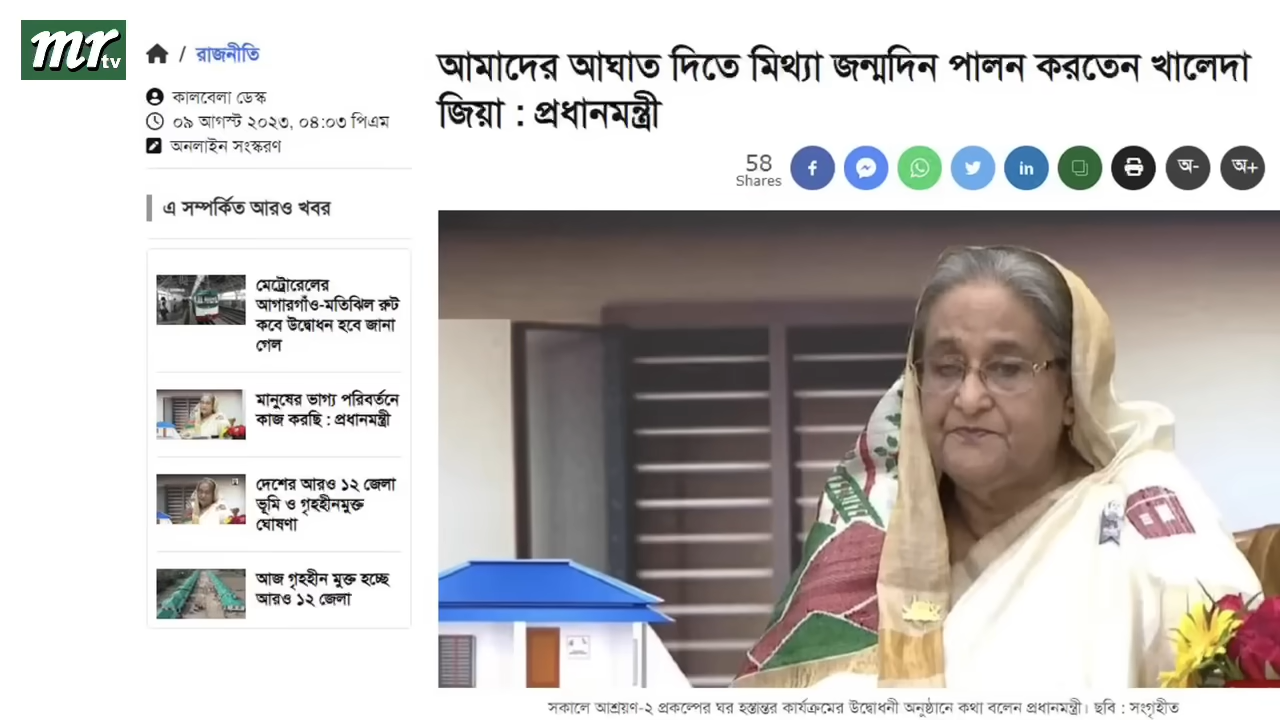 mr tv
/ রাজনীতি
কালবেলা ডেস্ক
০৯ আগস্ট ২০২৩, ০৪:০৩ পিএম
অনলাইন সংস্করণ
এ সম্পর্কিত আরও খবর
মেট্রোরেলের
আগারগাঁও-মতিঝিল রুট
কবে উদ্বোধন হবে জানা
গেল
মানুষের ভাগ্য পরিবর্তনে
কাজ করছি : প্রধানমন্ত্রী
দেশের আরও ১২ জেলা
ভূমি ও গৃহহীনমুক্ত
ঘোষণা
আজ গৃহহীন মুক্ত হচ্ছে
আরও ১২ জেলা
আমাদের আঘাত দিতে মিথ্যা জন্মদিন পালন করতেন খালেদা
জিয়া : প্রধানমন্ত্রী
58
Shares
অ- অ+
সকালে আশ্রয়ণ-২ প্রকল্পের ঘর হস্তান্তর কার্যক্রমের উদ্বোধনী অনুষ্ঠানে কথা বলেন প্রধানমন্ত্রী। ছবি : সংগৃহীত